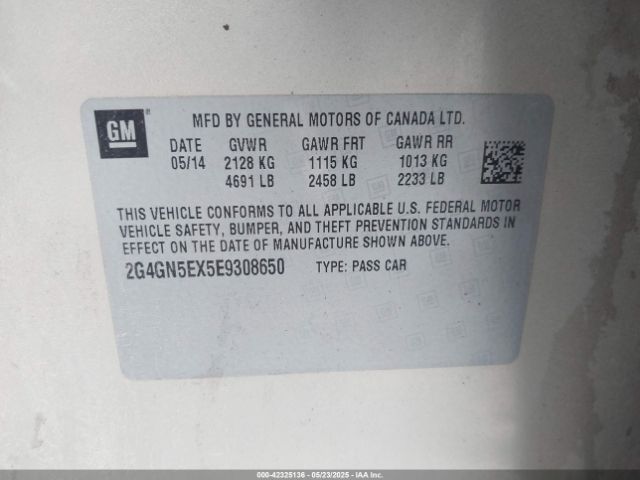 GM
MFD BY GENERAL MOTORS OF CANADA LTD.
DATE GVWR GAWR FRT GAWR RR
05/14 2128 KG 1115 KG 1013 KG
4691 LB 2458 LB 2233 LB
THIS VEHICLE CONFORMS TO ALL APPLICABLE U.S. FEDERAL MOTOR
VEHICLE SAFETY, BUMPER, AND THEFT PREVENTION STANDARDS IN
EFFECT ON THE DATE OF MANUFACTURE SHOWN ABOVE.
2G4GN5EX5E9308650 TYPE: PASS CAR
000-42325136 - 05/23/2025 - IAAI.COM